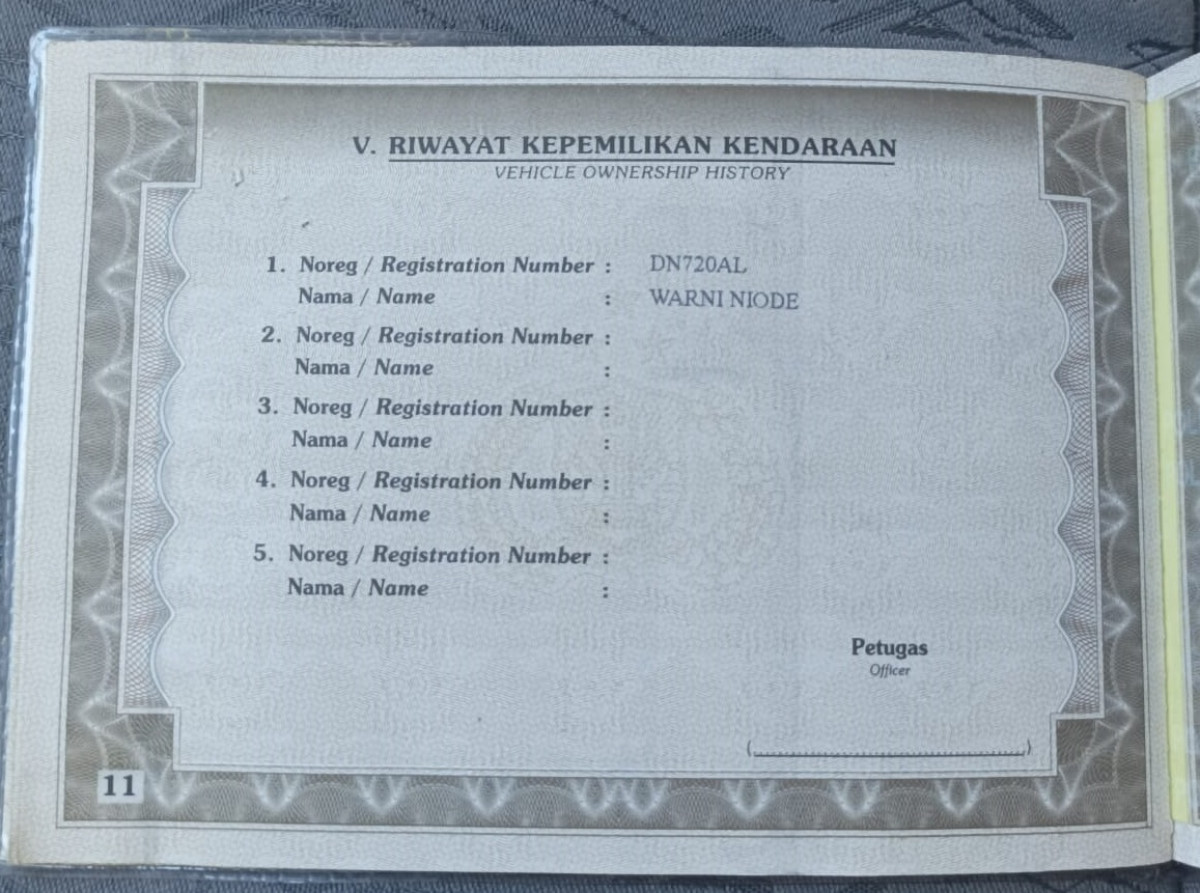 V. RIWAYAT KEPEMILIKAN KENDARAAN
VEHICLE OWNERSHIP HISTORY
1. Noreg / Registration Number : DN720AL
Nama / Name : WARNI NIODE
2. Noreg / Registration Number :
Nama / Name :
3. Noreg / Registration Number :
Nama / Name :
4. Noreg / Registration Number :
Nama / Name :
5. Noreg / Registration Number :
Nama / Name :
Petugas
Officer
(..............................)
11